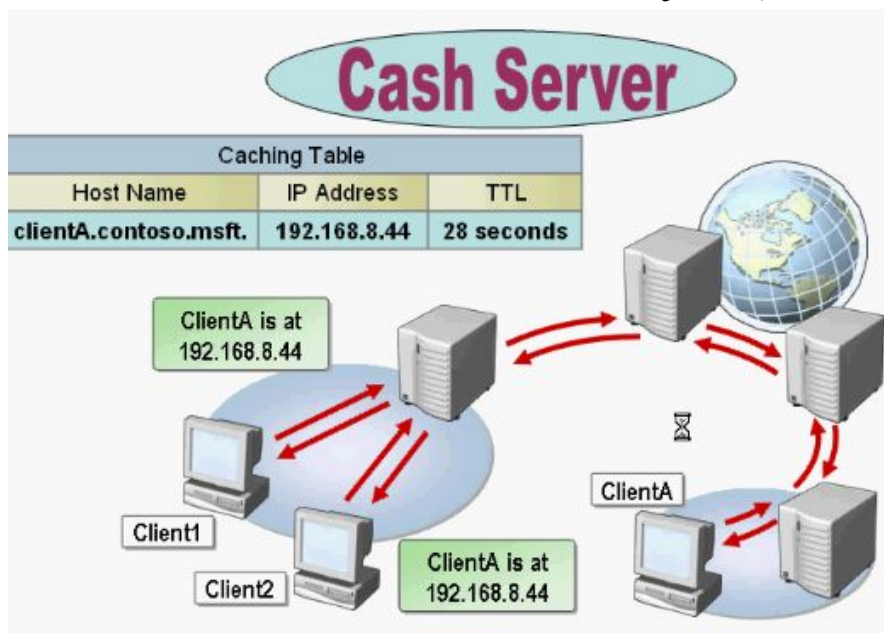 Cash Server
Caching Table
Host Name IP Address TTL
clientA.contoso.msft. 192.168.8.44 28 seconds
ClientA is at
192.168.8.44
ClientA
Client1
Client2
ClientA is at
192.168.8.44